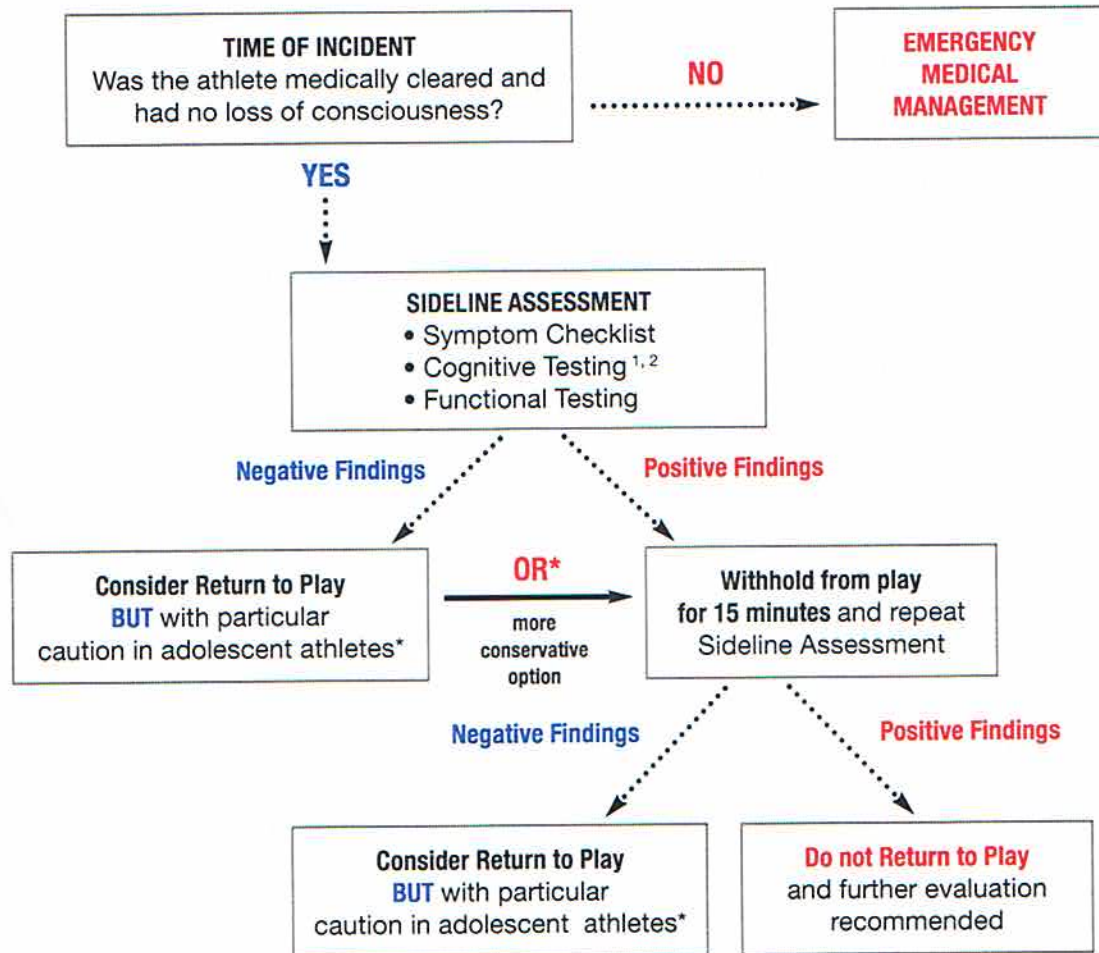 TIME OF INCIDENT
Was the athlete medically cleared and
had no loss of consciousness?
NO
EMERGENCY
MEDICAL
MANAGEMENT
YES
SIDELINE ASSESSMENT
• Symptom Checklist
• Cognitive Testing 1, 2
• Functional Testing
Negative Findings
Positive Findings
Consider Return to Play
BUT with particular
caution in adolescent athletes*
OR*
more
conservative
option
Withhold from play
for 15 minutes and repeat
Sideline Assessment
Negative Findings
Positive Findings
Consider Return to Play
BUT with particular
caution in adolescent athletes*
Do not Return to Play
and further evaluation
recommended